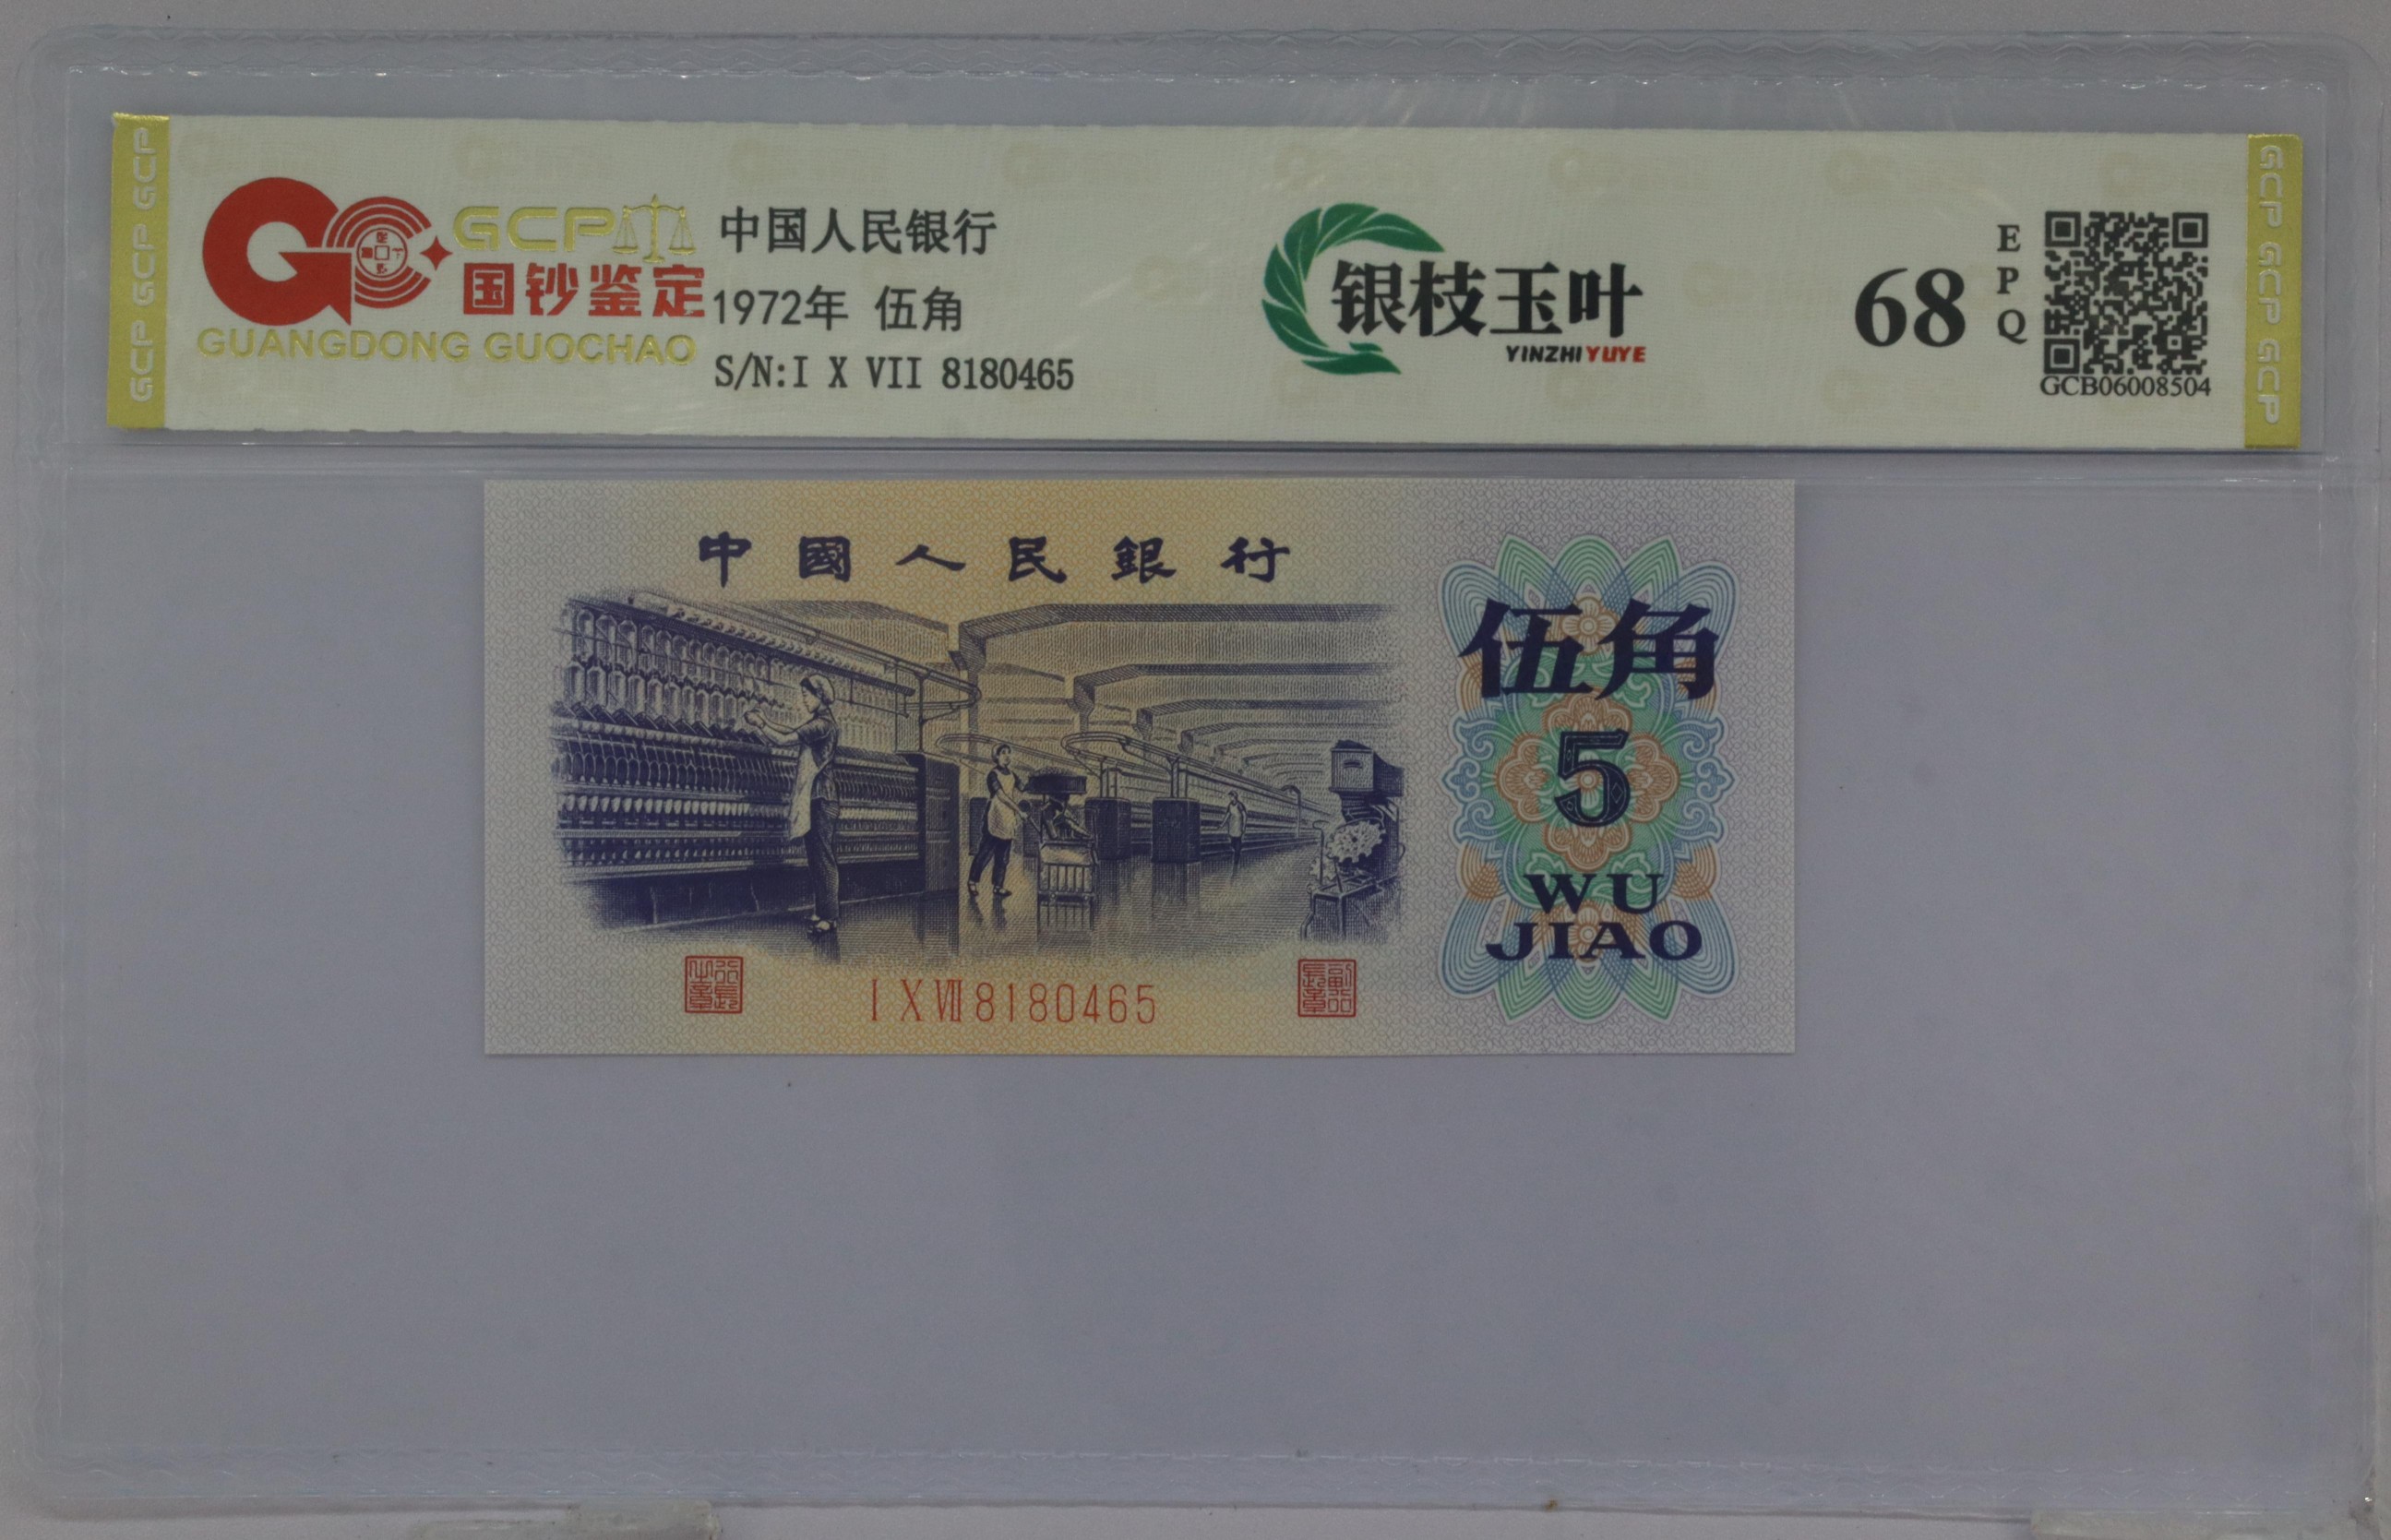 GCP GCP GCP
GCP
国钞鉴定
GUANGDONG GUOCHAO
中国人民银行
1972年 伍角
S/N:I X VII 8180465
银枝玉叶
YINZHIYUYE
68
EPQ
GCB06008504
GCP GCP GCP
中國人民銀行
伍角
5
WU
JIAO
I X VII 8180465